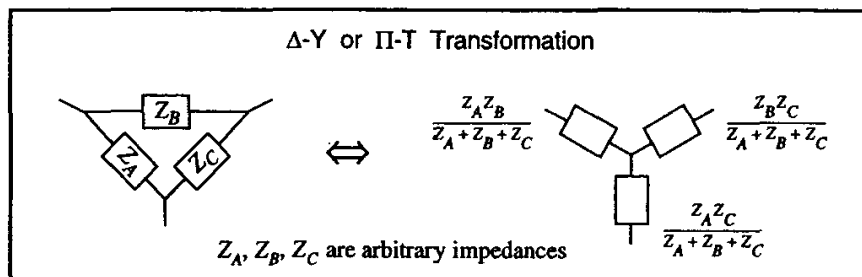 Δ-Y or Π-T Transformation
Z_B
Z_A
Z_C
⇔
Z_A Z_B
Z_A + Z_B + Z_C
Z_B Z_C
Z_A + Z_B + Z_C
Z_A Z_C
Z_A + Z_B + Z_C
Z_A, Z_B, Z_C are arbitrary impedances